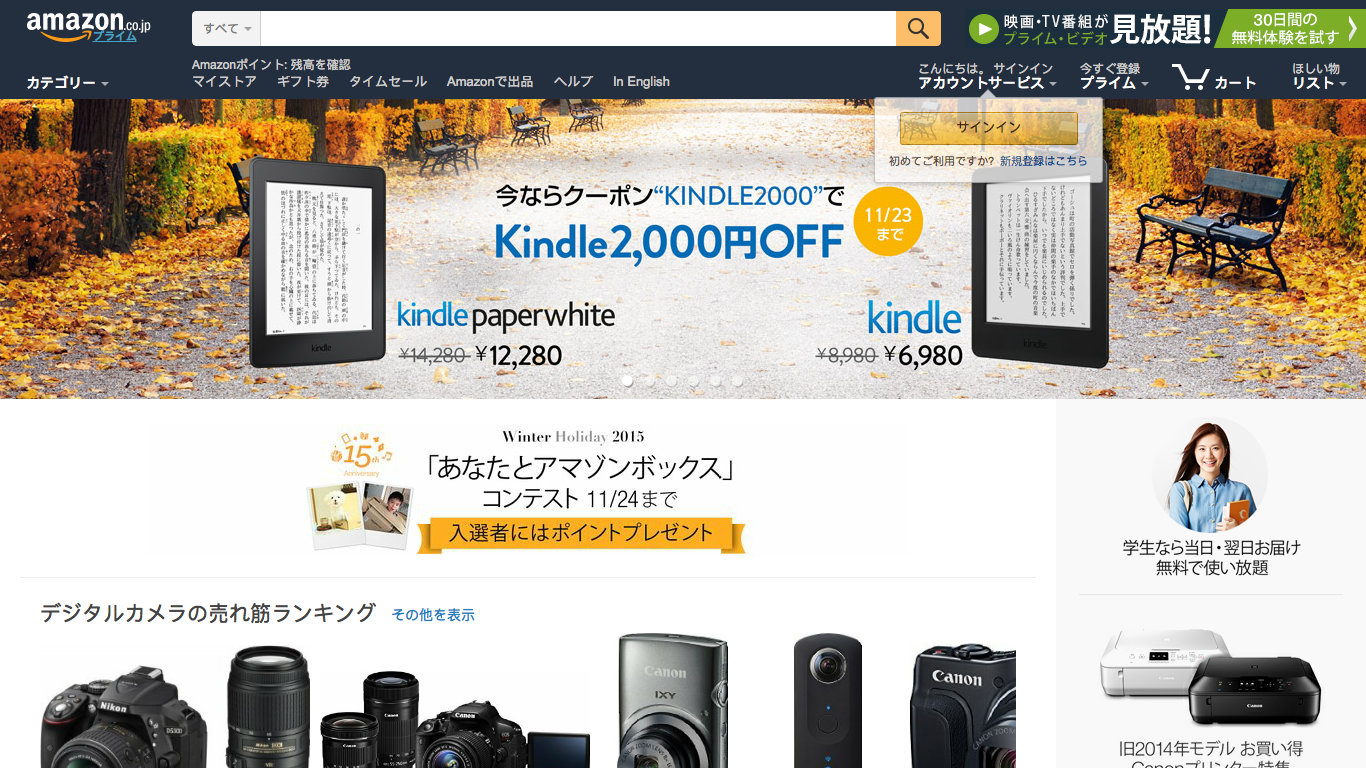 amazon.co.jp
プライム
すべて
映画・TV番組が
プライム・ビデオ
見放題!
30日間の
無料体験を試す
カテゴリー
Amazonポイント: 残高を確認
マイストア ギフト券 タイムセール Amazonで出品 ヘルプ In English
こんにちは。サインイン
アカウントサービス
今すぐ登録
プライム
カート
ほしい物
リスト
サインイン
初めてご利用ですか? 新規登録はこちら
今ならクーポン“KINDLE2000”で
Kindle2,000円OFF
11/23
まで
kindle paperwhite
¥14,280 ¥12,280
kindle
¥8,980 ¥6,980
kindle
kindle
15th
Anniversary
Winter Holiday 2015
「あなたとアマゾンボックス」
コンテスト 11/24まで
入選者にはポイントプレゼント
学生なら当日・翌日お届け
無料で使い放題
デジタルカメラの売れ筋ランキング その他を表示
Nikon
D5300
Nikon
Canon
Canon
Canon
Canon
IXY
Canon
Canon
旧2014年モデル お買い得
Canonプリンター特集